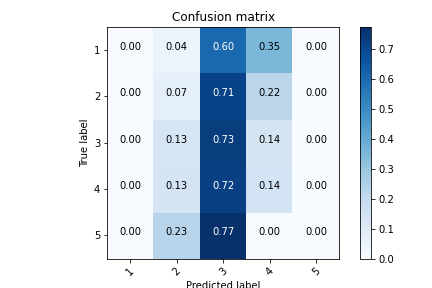 Confusion matrix
1 0.00 0.04 0.60 0.35 0.00
2 0.00 0.07 0.71 0.22 0.00
3 0.00 0.13 0.73 0.14 0.00
4 0.00 0.13 0.72 0.14 0.00
5 0.00 0.23 0.77 0.00 0.00
1 2 3 4 5
True label
Predicted label
0.7
0.6
0.5
0.4
0.3
0.2
0.1
0.0